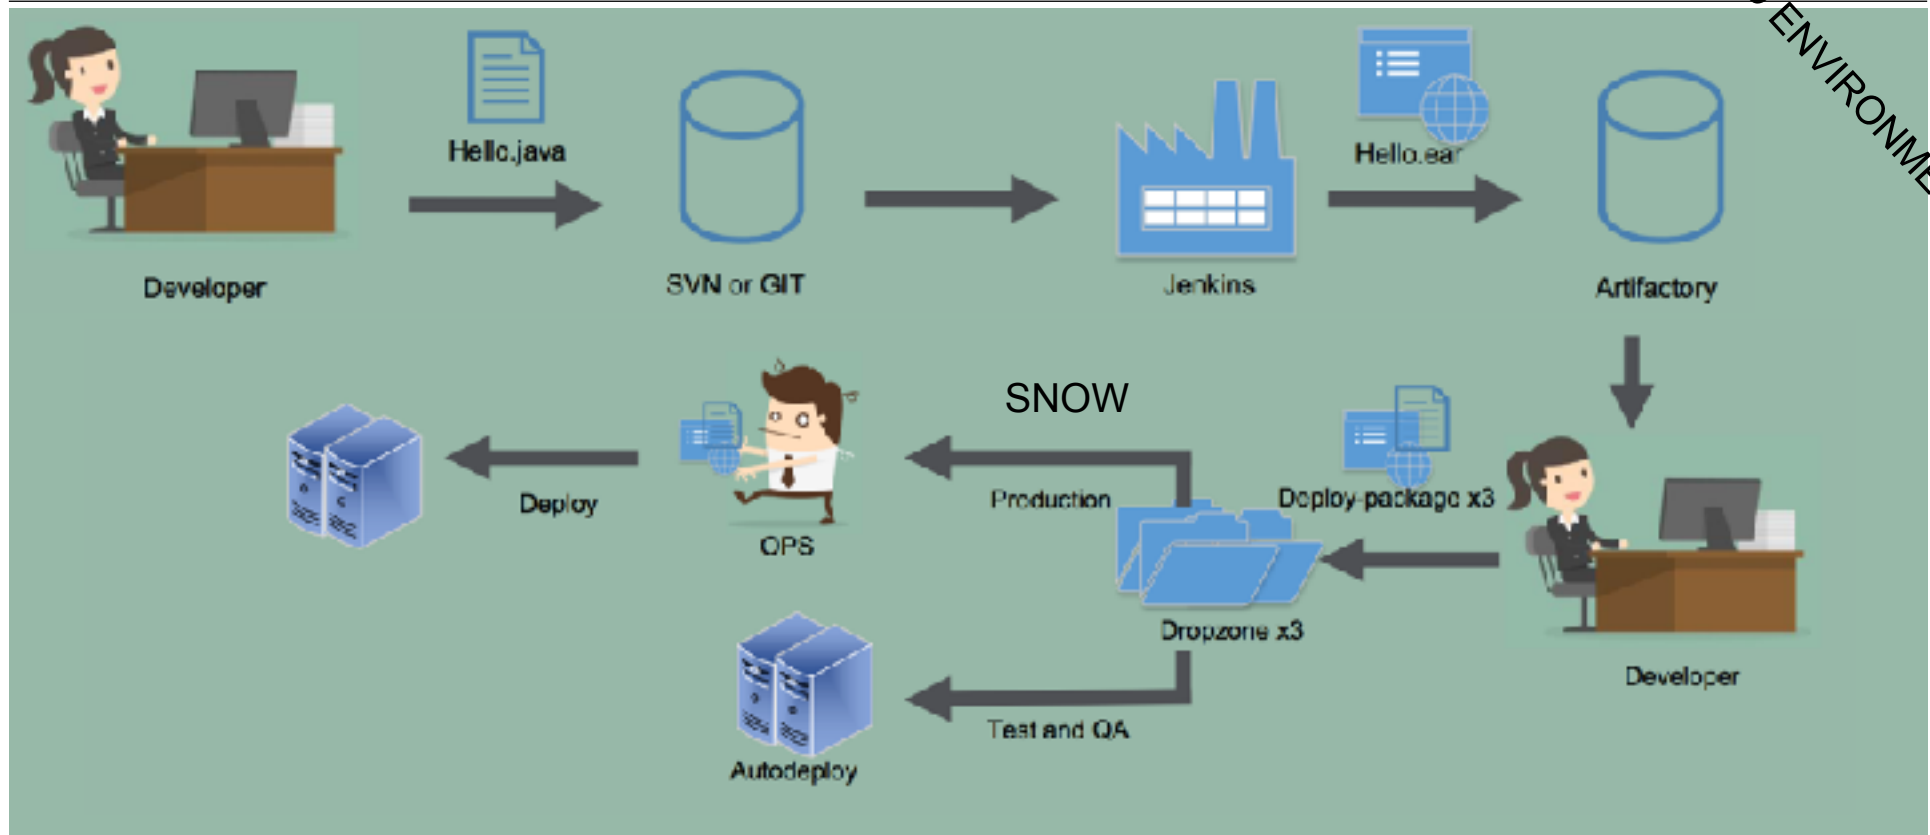 ENVIRONME
Hello.java
Hello.ear
Developer
SVN or GIT
Jenkins
Artifactory
SNOW
Production
Deploy-package x3
Deploy
OPS
Dropzone x3
Developer
Test and QA
Autodeploy